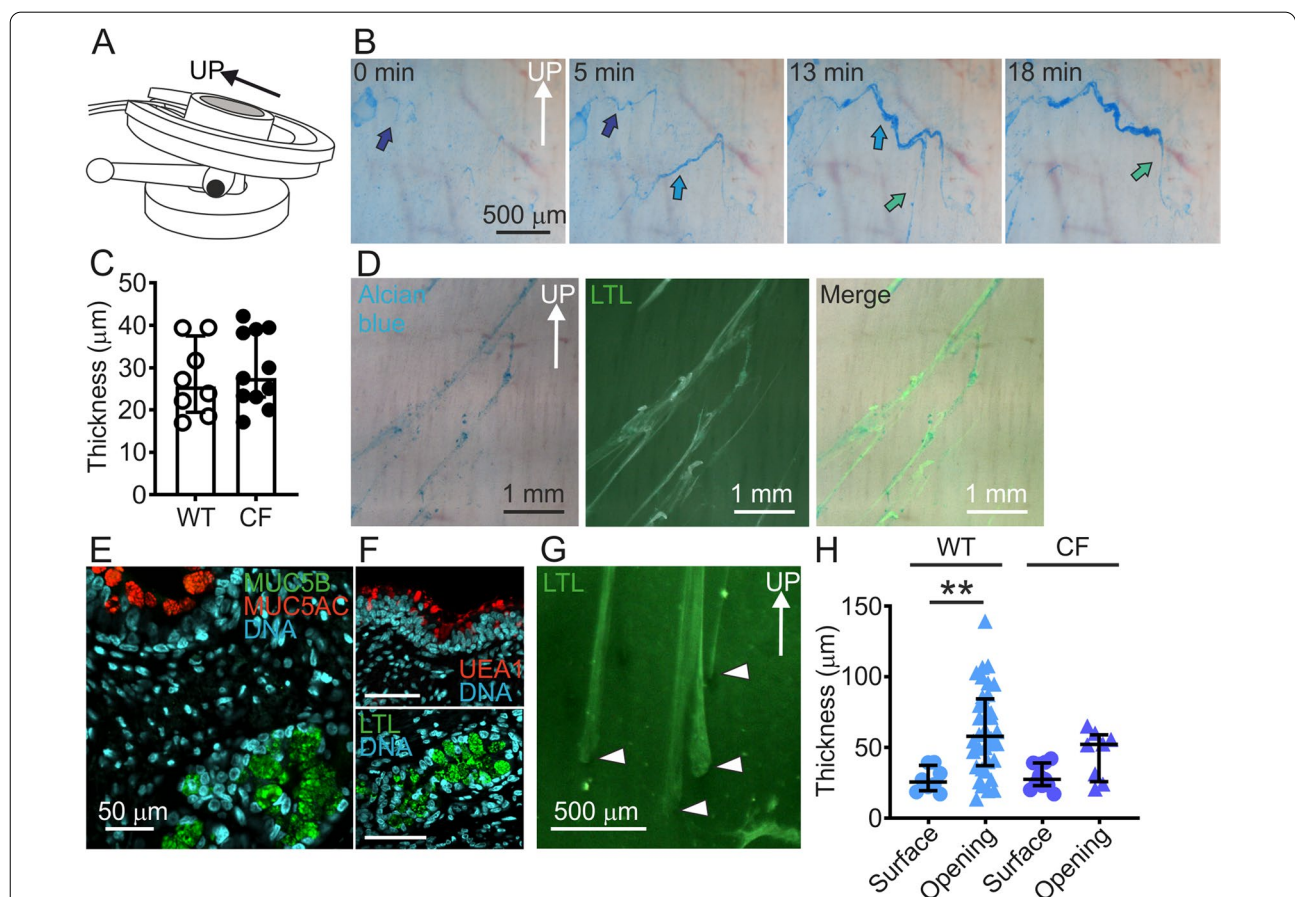 A
UP
B
0 min
UP
500 μm
5 min
13 min
18 min
C
Thickness (μm)
50
40
30
20
10
0
WT
CF
D
Alcian
blue
UP
1 mm
LTL
1 mm
Merge
1 mm
E
MUC5B
MUC5AC
DNA
50 μm
F
UEA1
DNA
LTL
DNA
G
LTL
UP
500 μm
H
WT
CF
**
Thickness (μm)
150
100
50
0
Surface
Opening
Surface
Opening